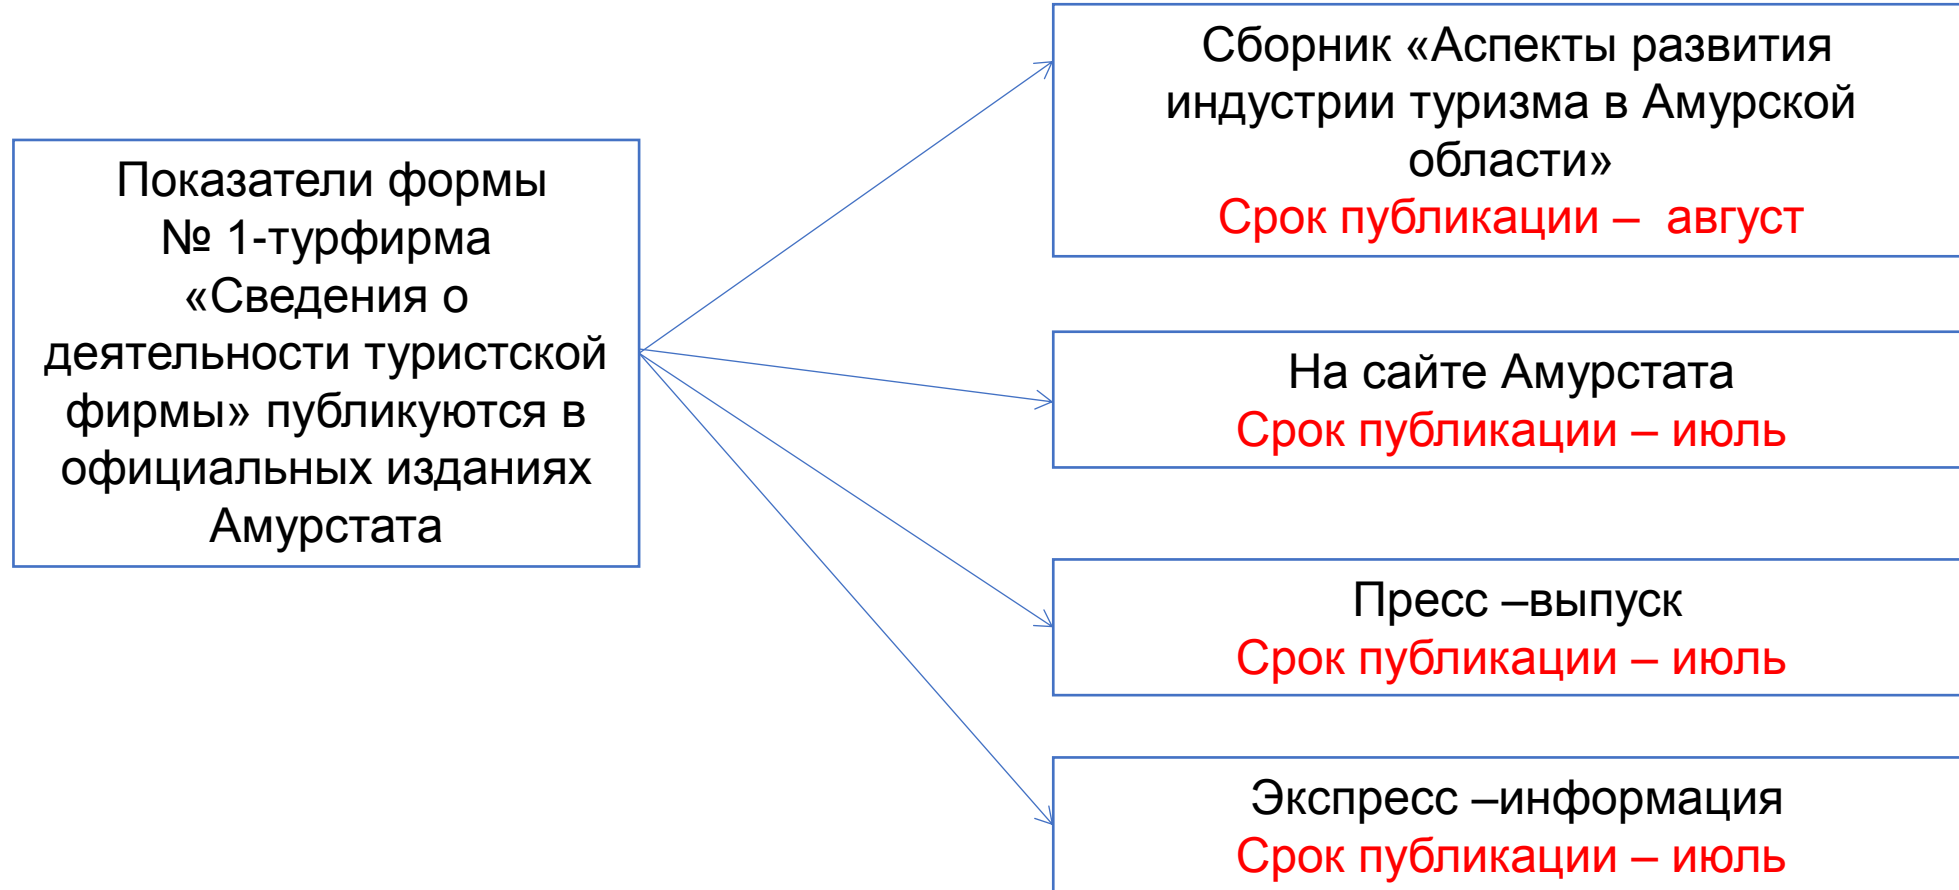 Показатели формы
№ 1-турфирма
«Сведения о
деятельности туристской
фирмы» публикуются в
официальных изданиях
Амурстата
Сборник «Аспекты развития
индустрии туризма в Амурской
области»
Срок публикации – август
На сайте Амурстата
Срок публикации – июль
Пресс –выпуск
Срок публикации – июль
Экспресс –информация
Срок публикации – июль